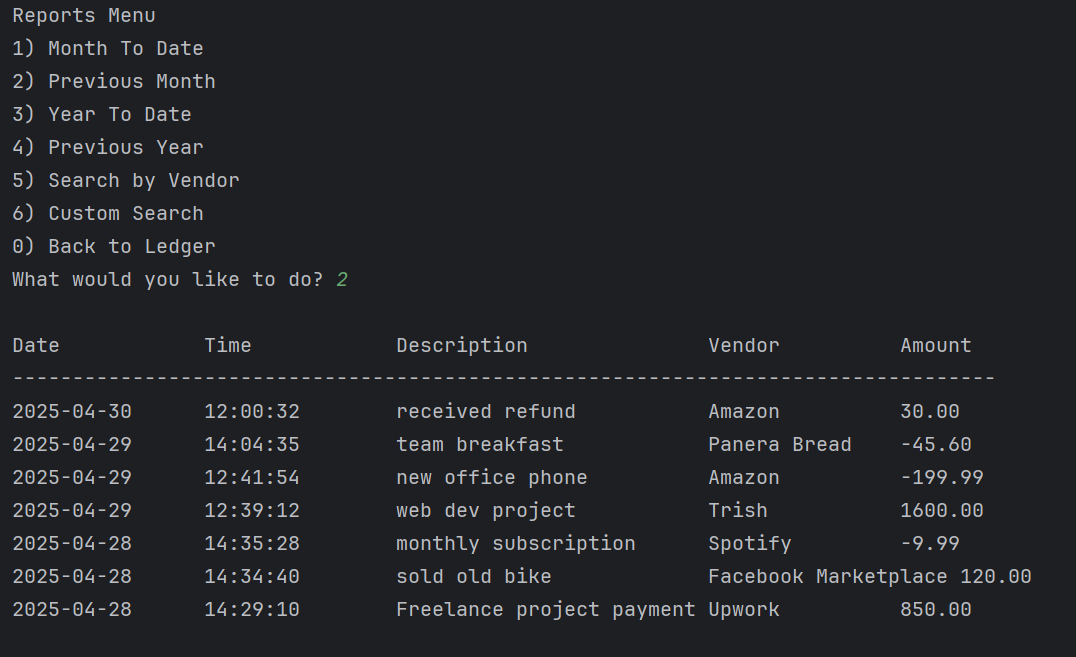 Reports Menu
1) Month To Date
2) Previous Month
3) Year To Date
4) Previous Year
5) Search by Vendor
6) Custom Search
0) Back to Ledger
What would you like to do? 2
Date            Time            Description               Vendor          Amount
----------------------------------------------------------------------------------
2025-04-30      12:00:32        received refund           Amazon          30.00
2025-04-29      14:04:35        team breakfast            Panera Bread    -45.60
2025-04-29      12:41:54        new office phone          Amazon          -199.99
2025-04-29      12:39:12        web dev project           Trish           1600.00
2025-04-28      14:35:28        monthly subscription      Spotify         -9.99
2025-04-28      14:34:40        sold old bike             Facebook Marketplace 120.00
2025-04-28      14:29:10        Freelance project payment Upwork          850.00